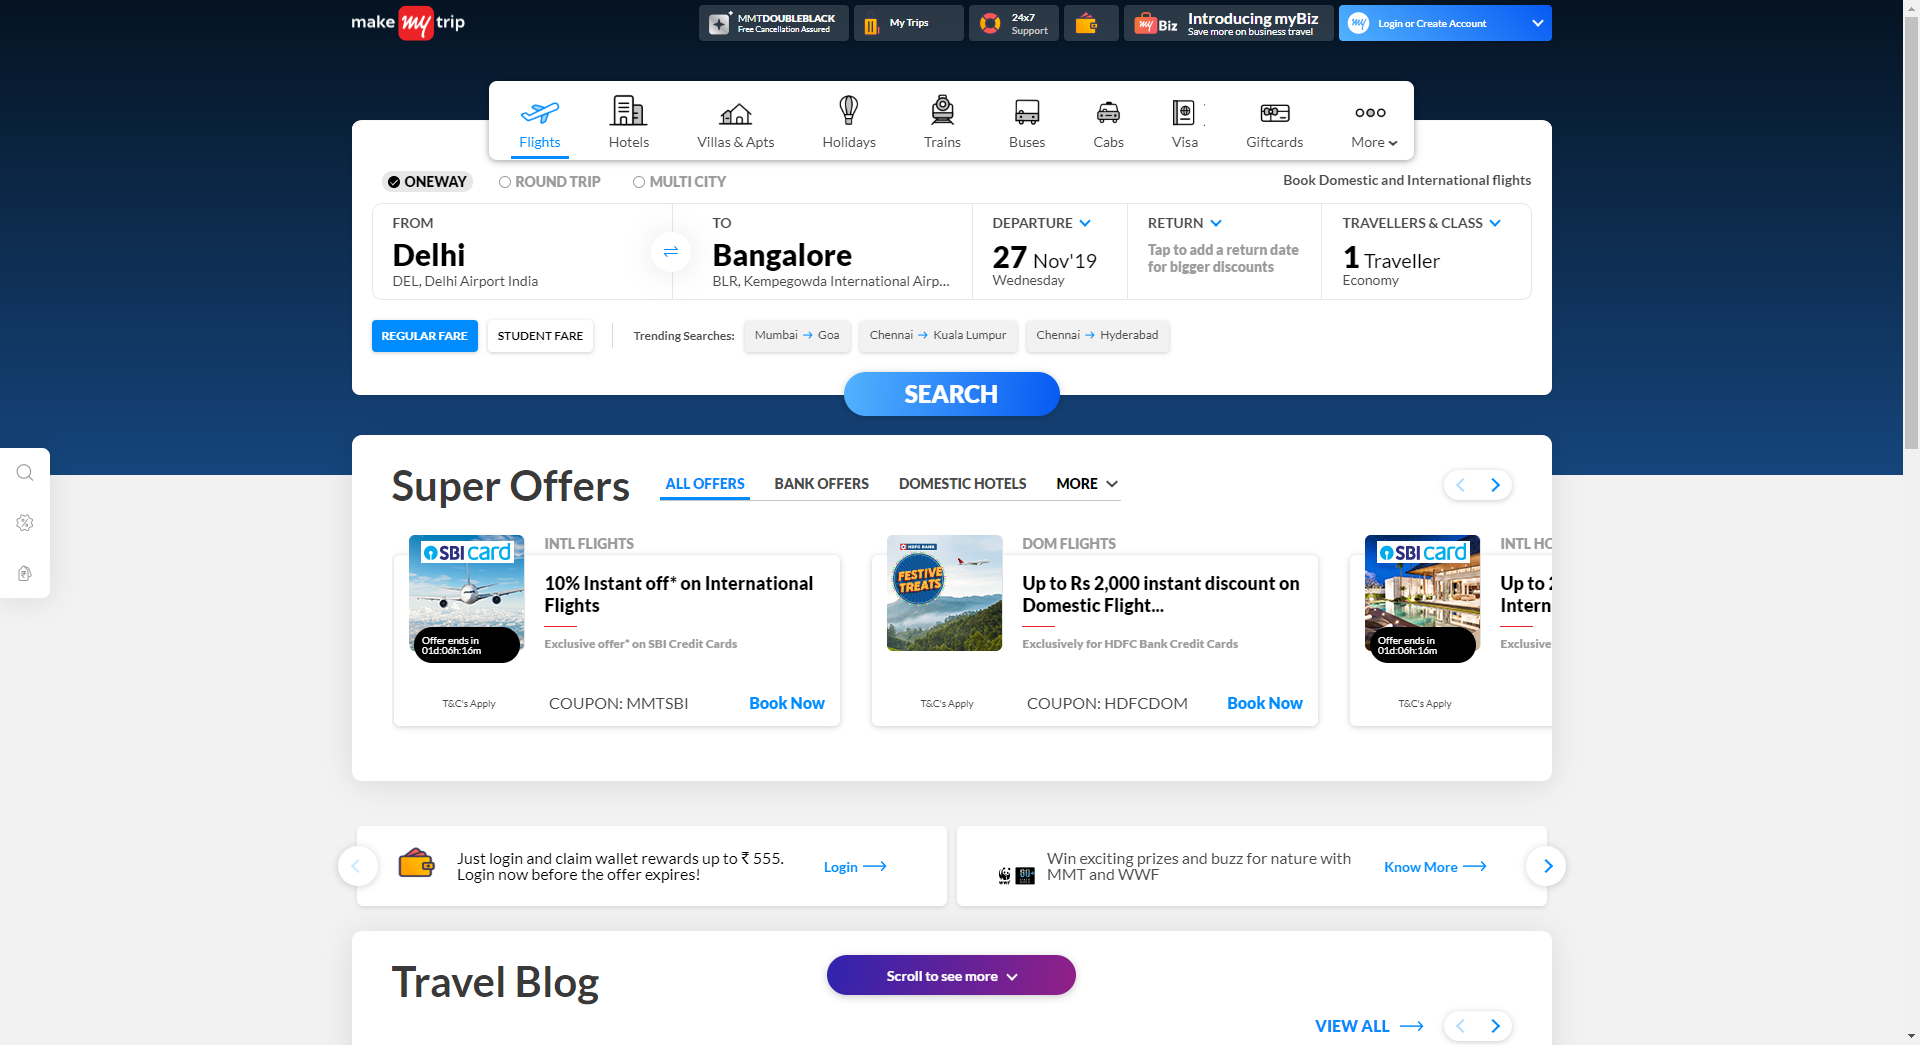 make my trip
MMTDOUBLEBLACK
Free Cancellation Assured
My Trips
24x7
Support
my Biz
Introducing myBiz
Save more on business travel
my
Login or Create Account
Flights
Hotels
Villas & Apts
Holidays
Trains
Buses
Cabs
Visa
Giftcards
More
ONEWAY
ROUND TRIP
MULTI CITY
Book Domestic and International flights
FROM
Delhi
DEL, Delhi Airport India
TO
Bangalore
BLR, Kempegowda International Airp...
DEPARTURE
27 Nov'19
Wednesday
RETURN
Tap to add a return date
for bigger discounts
TRAVELLERS & CLASS
1 Traveller
Economy
REGULAR FARE
STUDENT FARE
Trending Searches:
Mumbai → Goa
Chennai → Kuala Lumpur
Chennai → Hyderabad
SEARCH
Super Offers
ALL OFFERS
BANK OFFERS
DOMESTIC HOTELS
MORE
SBI card
Offer ends in
01d:06h:16m
INTL FLIGHTS
10% Instant off* on International
Flights
Exclusive offer* on SBI Credit Cards
T&C's Apply
COUPON: MMTSBI
Book Now
HDFC BANK
FESTIVE
TREATS
DOM FLIGHTS
Up to Rs 2,000 instant discount on
Domestic Flight...
Exclusively for HDFC Bank Credit Cards
T&C's Apply
COUPON: HDFCDOM
Book Now
SBI card
Offer ends in
01d:06h:16m
INTL HO
Up to 2
Intern
Exclusive
T&C's Apply
Just login and claim wallet rewards up to ₹ 555.
Login now before the offer expires!
Login
WWF
60+
Win exciting prizes and buzz for nature with
MMT and WWF
Know More
Travel Blog
Scroll to see more
VIEW ALL